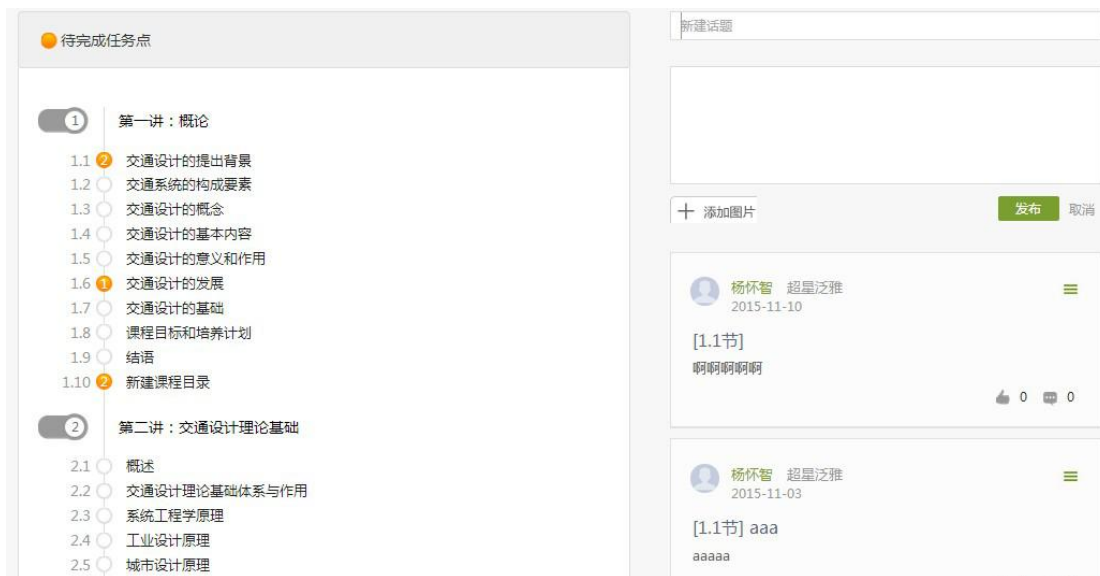 待完成任务点
1 第一讲：概论
1.1 2 交通设计的提出背景
1.2 交通系统的构成要素
1.3 交通设计的概念
1.4 交通设计的基本内容
1.5 交通设计的意义和作用
1.6 1 交通设计的发展
1.7 交通设计的基础
1.8 课程目标和培养计划
1.9 结语
1.10 2 新建课程目录
2 第二讲：交通设计理论基础
2.1 概述
2.2 交通设计理论基础体系与作用
2.3 系统工程学原理
2.4 工业设计原理
2.5 城市设计原理
新建话题
添加图片 发布 取消
杨怀智 超星泛雅
2015-11-10
[1.1节]
啊啊啊啊啊
0 0
杨怀智 超星泛雅
2015-11-03
[1.1节] aaa
aaaaa